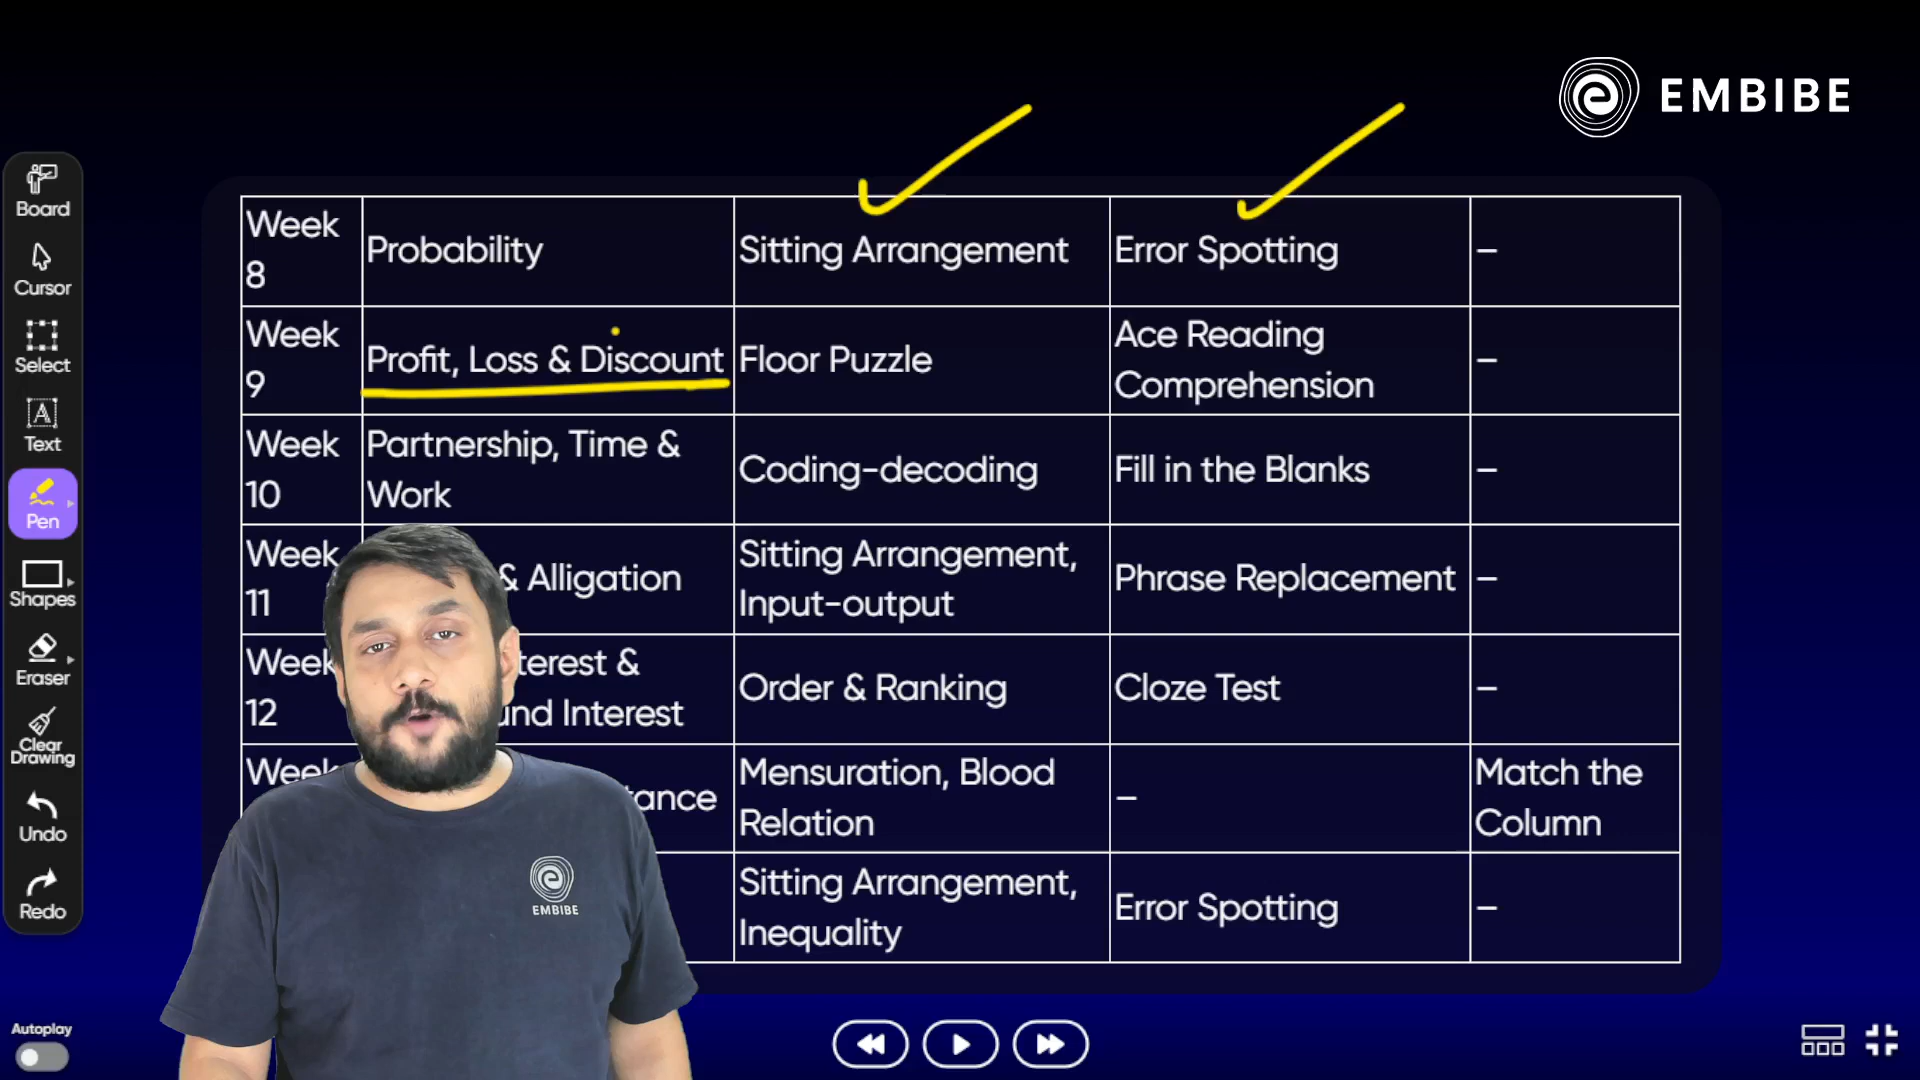 EMBIBE
Board
Cursor
Select
Text
Pen
Shapes
Eraser
Clear
Drawing
Undo
Redo
Autoplay
Week
8
Probability
Sitting Arrangement
Error Spotting
–
Week
9
Profit, Loss & Discount
Floor Puzzle
Ace Reading
Comprehension
–
Week
10
Partnership, Time &
Work
Coding-decoding
Fill in the Blanks
–
Week
11
& Alligation
Sitting Arrangement,
Input-output
Phrase Replacement
–
Week
12
terest &
und Interest
Order & Ranking
Cloze Test
–
Week
tance
Mensuration, Blood
Relation
–
Match the
Column
Sitting Arrangement,
Inequality
Error Spotting
–
EMBIBE